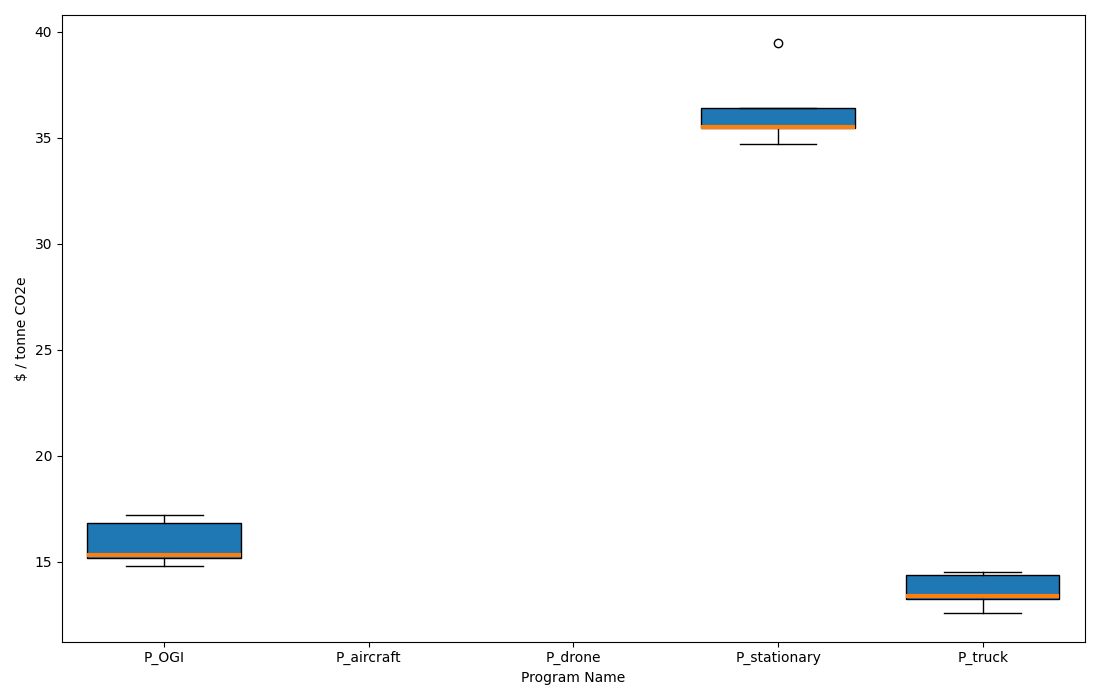 40
35
30
25
20
15
$ / tonne CO2e
P_OGI P_aircraft P_drone P_stationary P_truck
Program Name